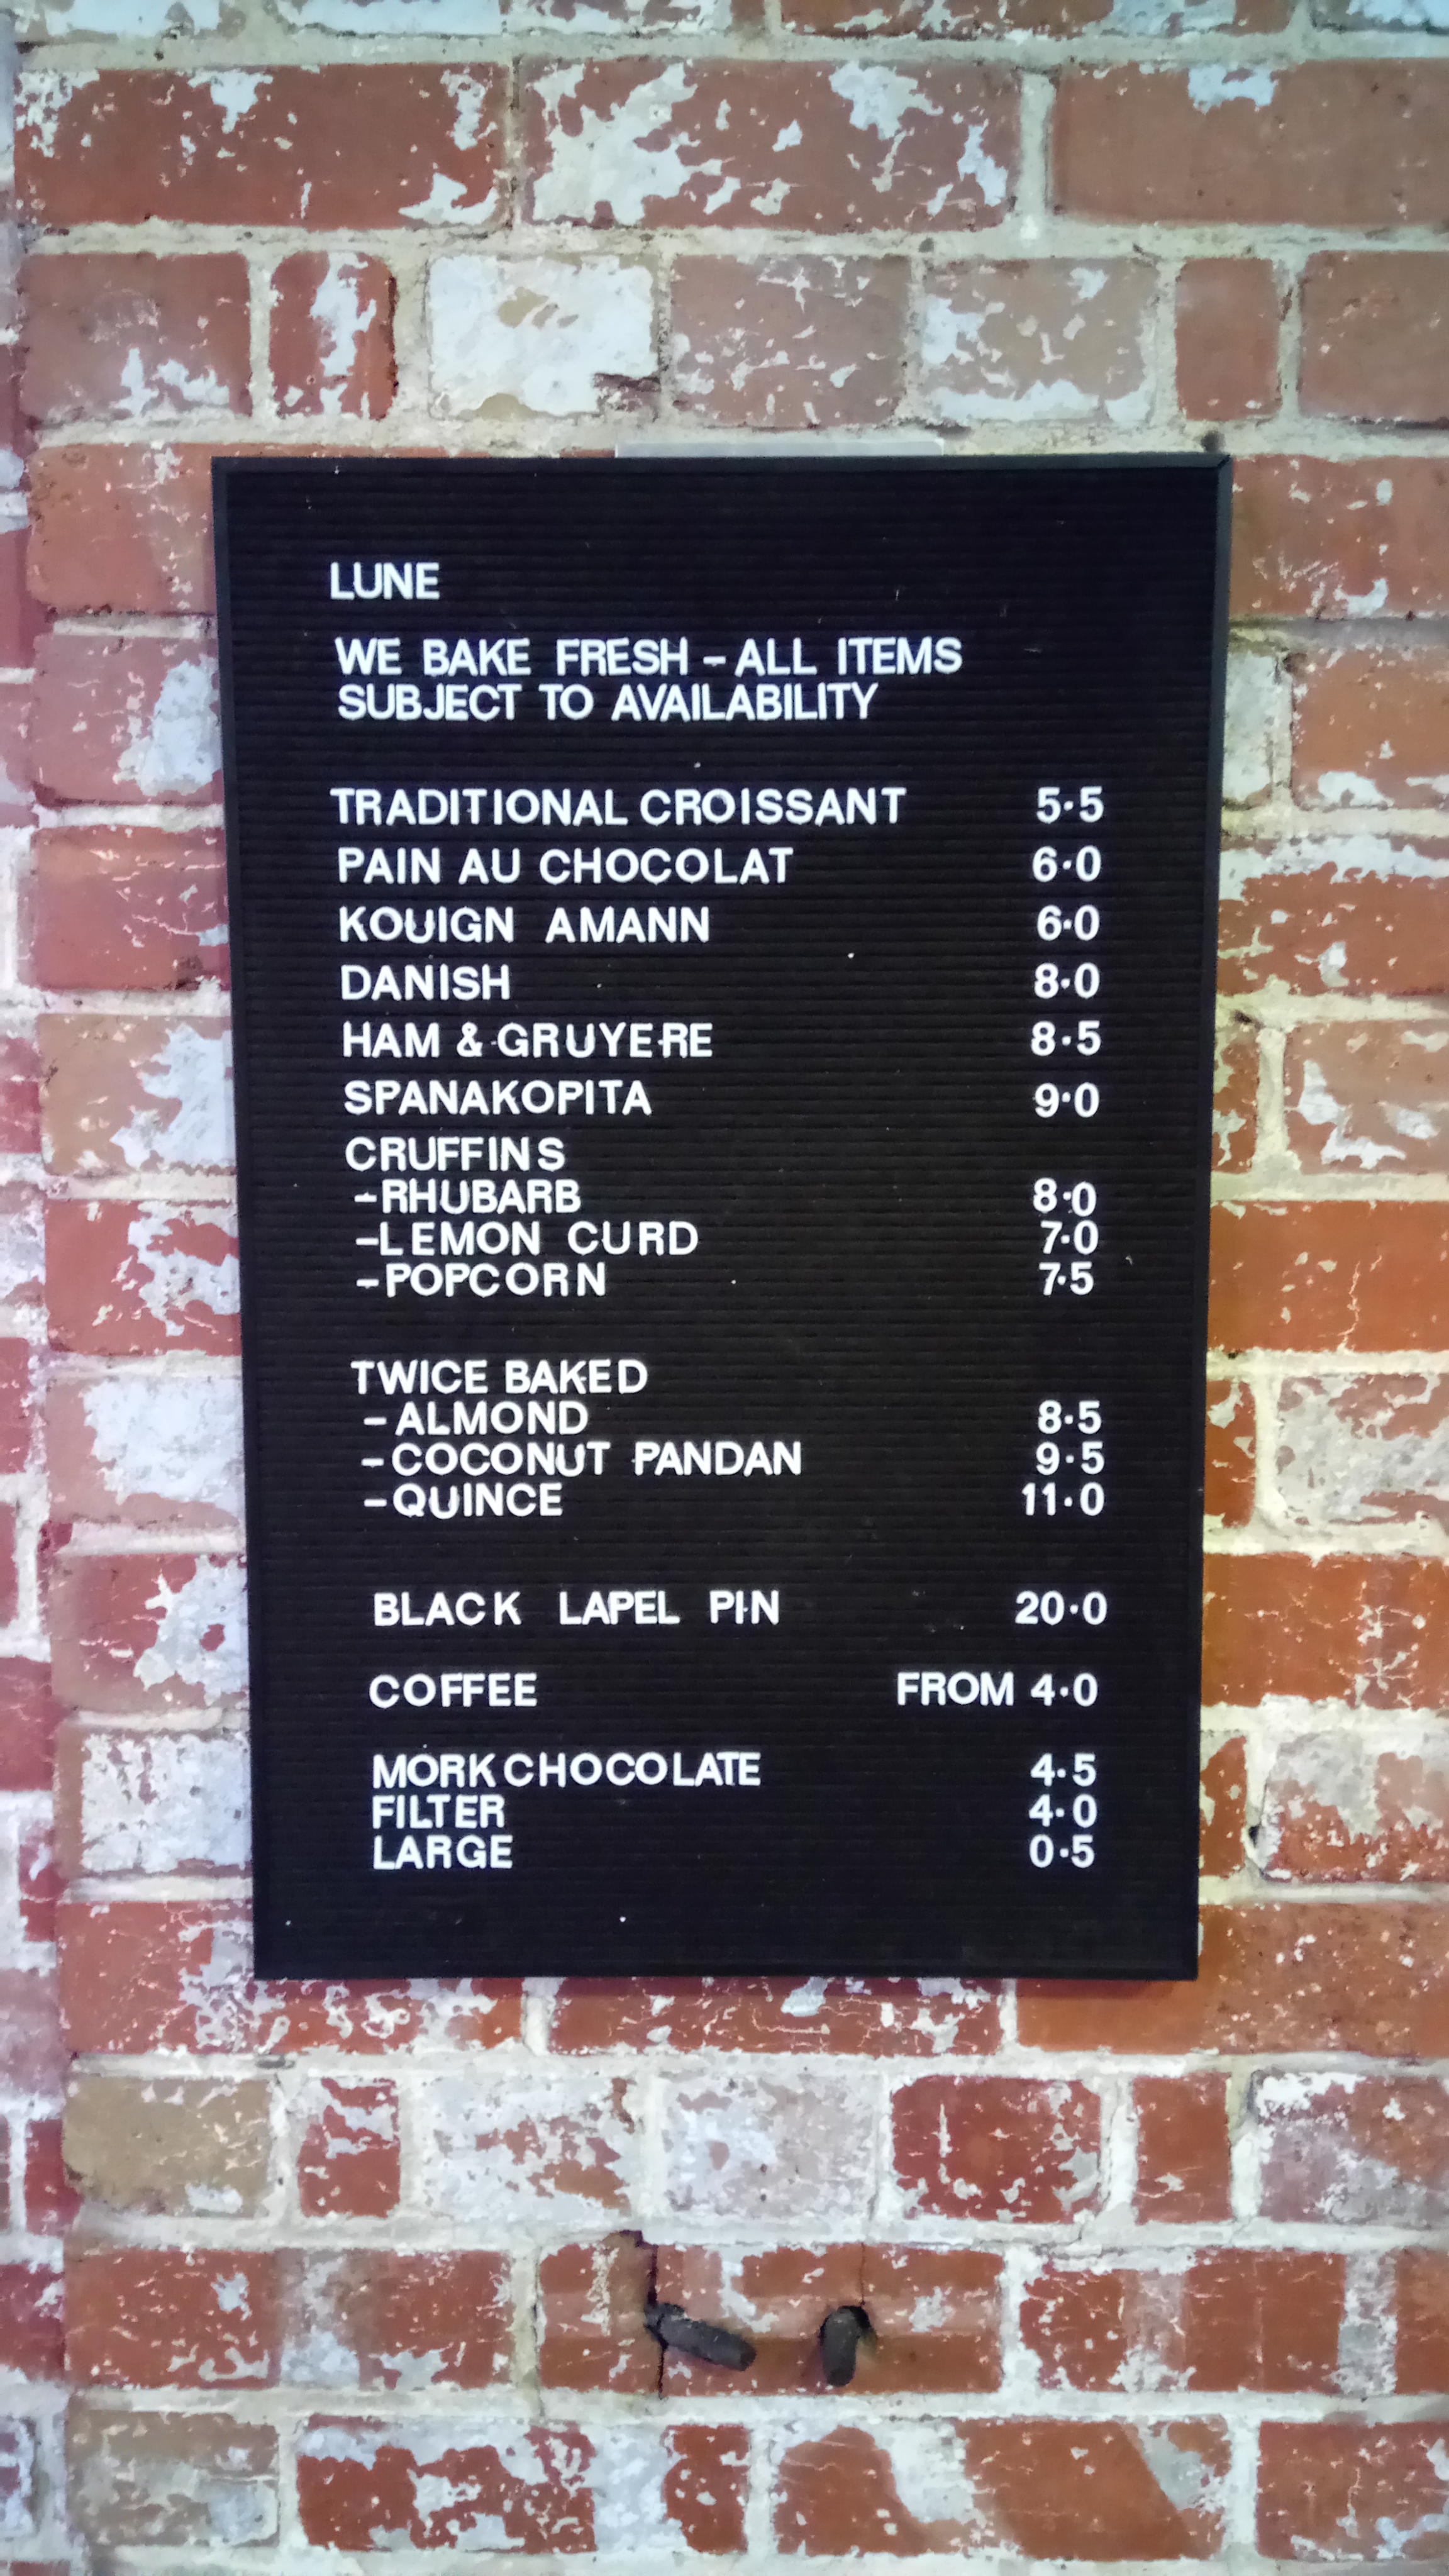 LUNE
WE BAKE FRESH - ALL ITEMS
SUBJECT TO AVAILABILITY
TRADITIONAL CROISSANT 5·5
PAIN AU CHOCOLAT 6·0
KOUIGN AMANN 6·0
DANISH 8·0
HAM & GRUYERE 8·5
SPANAKOPITA 9·0
CRUFFINS
-RHUBARB 8·0
-LEMON CURD 7·0
-POPCORN 7·5
TWICE BAKED
-ALMOND 8·5
-COCONUT PANDAN 9·5
-QUINCE 11·0
BLACK LAPEL PIN 20·0
COFFEE FROM 4·0
MORK CHOCOLATE 4·5
FILTER 4·0
LARGE 0·5